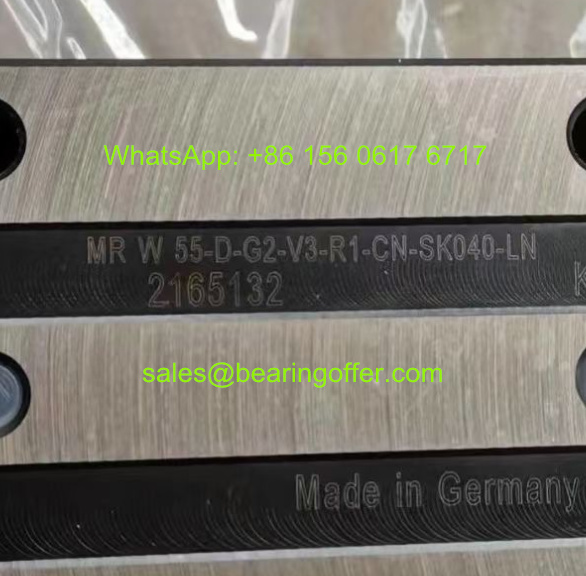 WhatsApp: +86 156 0617 6717
MR W 55-D-G2-V3-R1-CN-SK040-LN
2165132
sales@bearingoffer.com
Made in Germany